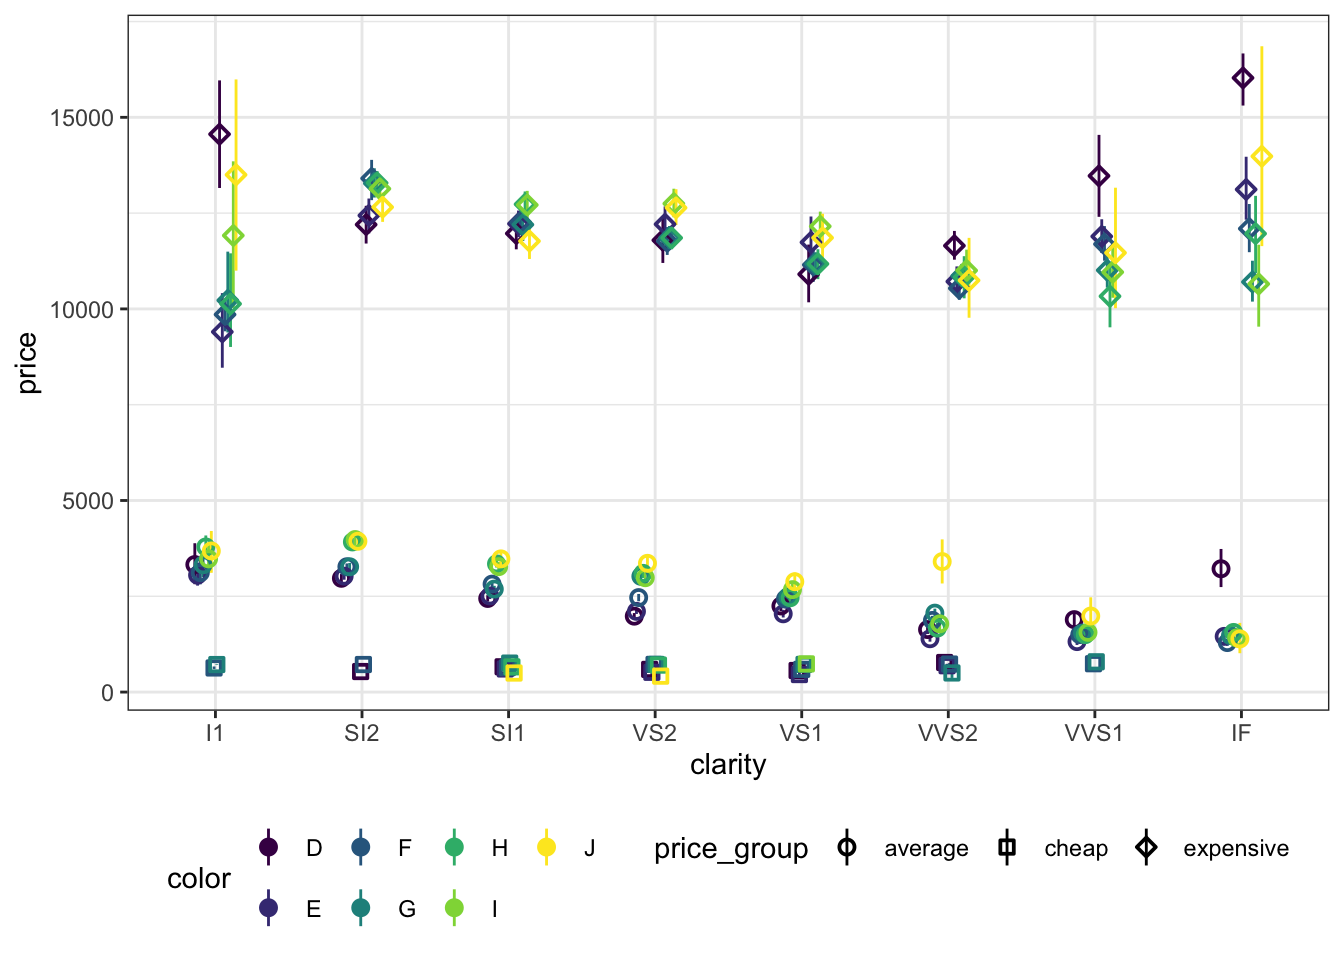 15000
10000
5000
0
price
I1 SI2 SI1 VS2 VS1 VVS2 VVS1 IF
clarity
color D F H J price_group average cheap expensive
E G I